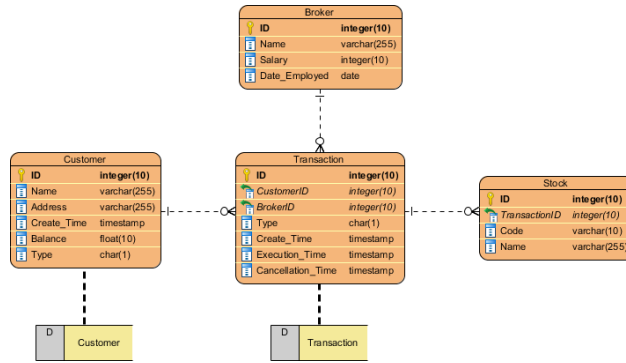 Broker
ID integer(10)
Name varchar(255)
Salary integer(10)
Date_Employed date
Customer
ID integer(10)
Name varchar(255)
Address varchar(255)
Create_Time timestamp
Balance float(10)
Type char(1)
Transaction
ID integer(10)
CustomerID integer(10)
BrokerID integer(10)
Type char(1)
Create_Time timestamp
Execution_Time timestamp
Cancellation_Time timestamp
Stock
ID integer(10)
TransactionID integer(10)
Code varchar(10)
Name varchar(255)
D
Customer
D
Transaction